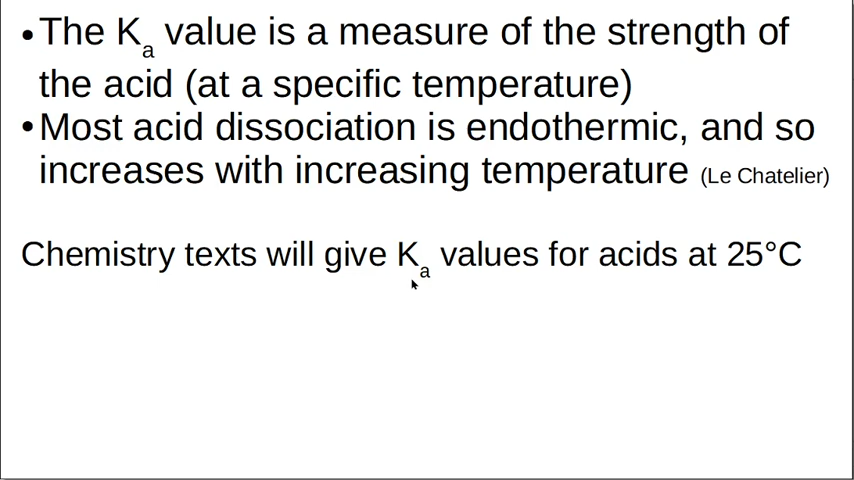 •The Ka value is a measure of the strength of
the acid (at a specific temperature)
•Most acid dissociation is endothermic, and so
increases with increasing temperature (Le Chatelier)
Chemistry texts will give Ka values for acids at 25°C